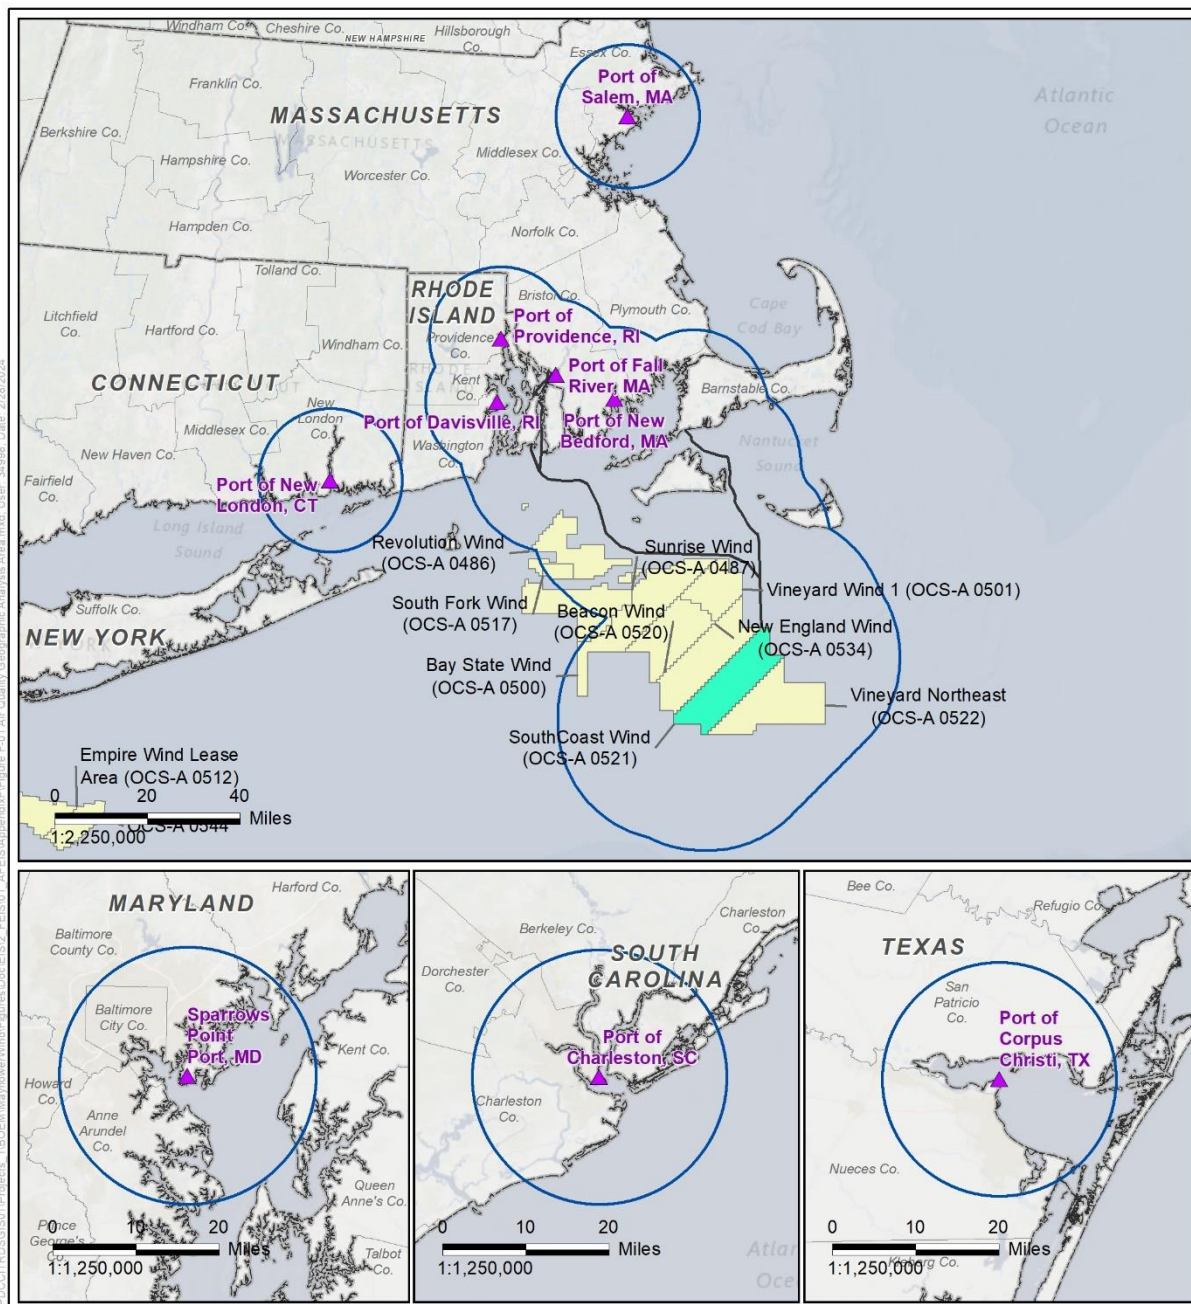 Windham Co.
Cheshire Co.
Hillsborough
Co.
NEW HAMPSHIRE
Essex Co.
Port of
Salem, MA
Franklin Co.
MASSACHUSETTS
MASSACHUSETTS
Atlantic
Ocean
Berkshire Co.
Hampshire Co.
Middlesex Co.
Worcester Co.
Hampden Co.
Norfolk Co.
Tolland Co.
RHODE
ISLAND
Bristol Co.
Plymouth Co.
Cape
Cod Bay
Litchfield
Co.
Hartford Co.
Windham Co.
Providence
Co.
Port of
Providence, RI
CONNECTICUT
Kent
Co.
Port of Fall
River, MA
Barnstable Co.
New
London
Co.
Middlesex Co.
Port of Davisville, RI
Port of New
Bedford, MA
Washington
Co.
Nantucket
Sound
New Haven Co.
Fairfield
Co.
Port of New
London, CT
Long Island
Sound
Revolution Wind
(OCS-A 0486)
Sunrise Wind
(OCS-A 0487)
Vineyard Wind 1 (OCS-A 0501)
Suffolk Co.
South Fork Wind
(OCS-A 0517)
Beacon Wind
(OCS-A 0520)
New England Wind
(OCS-A 0534)
NEW YORK
Bay State Wind
(OCS-A 0500)
Vineyard Northeast
(OCS-A 0522)
SouthCoast Wind
(OCS-A 0521)
Empire Wind Lease
Area (OCS-A 0512)
0 20 40
Miles
OCS-A 0544
1:2,250,000
MARYLAND
Harford Co.
Baltimore
County Co.
Baltimore
City Co.
Sparrows
Point
Port, MD
Kent Co.
Howard
Co.
Anne
Arundel
Co.
Queen
Anne's Co.
Prince
George's
Talbot
Co.
0 10 20
Miles
1:1,250,000
Berkeley Co.
Charleston
Co.
SOUTH
CAROLINA
Dorchester
Co.
Port of
Charleston, SC
Charleston
Co.
0 10 20
Miles
1:1,250,000
Bee Co.
Refugio Co.
TEXAS
San
Patricio
Co.
Port of
Corpus
Christi, TX
Nueces Co.
0 10 20
Miles
Kleberg Co.
1:1,250,000